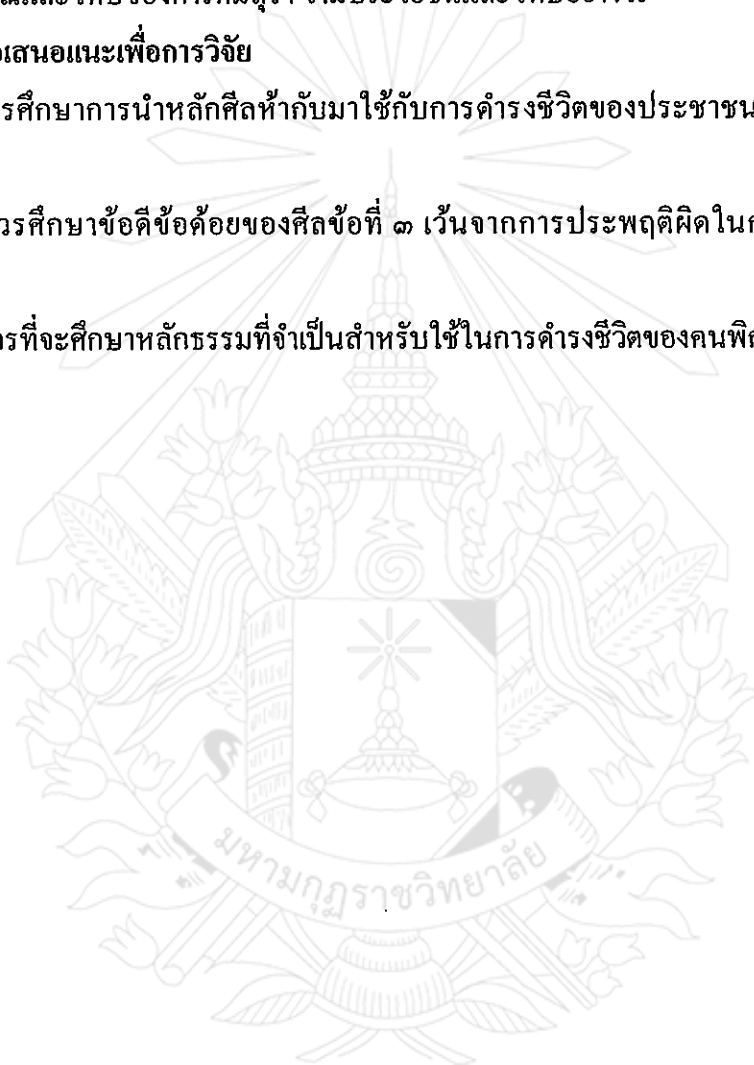 เสนอแนะเพื่อการวิจัย
รศึกษาการนำหลักศีลห้ากับมาใช้กับการดำรงชีวิตของประชาชน
วรศึกษาข้อดีข้อด้อยของศีลข้อที่ ๓ เว้นจากการประพฤติผิดใน
รที่จะศึกษาหลักธรรมที่จำเป็นสำหรับใช้ในการดำรงชีวิตของคนพิ
มหามกุฏราชวิทยาลัย